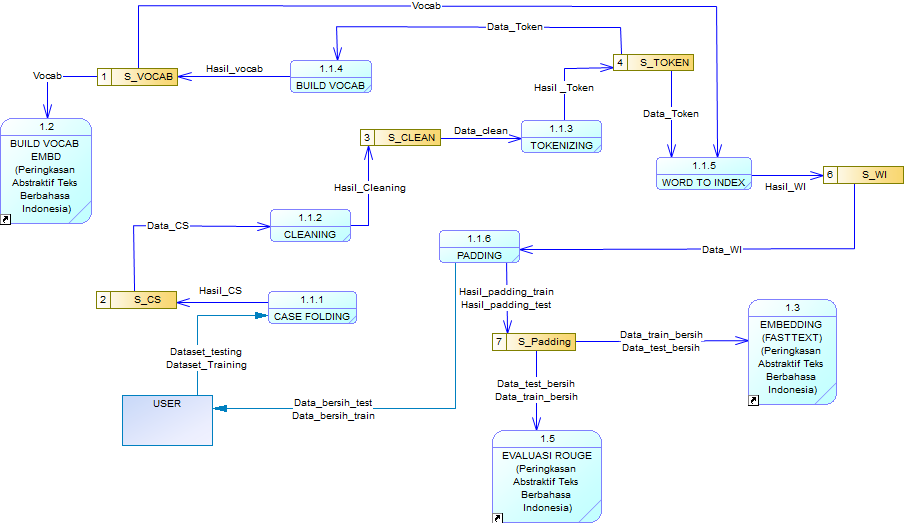 Vocab
Data_Token
1 S_VOCAB
Hasil_vocab
1.1.4
BUILD VOCAB
4 S_TOKEN
Vocab
Hasil _Token
Data_Token
1.2
BUILD VOCAB
EMBD
(Peringkasan
Abstraktif Teks
Berbahasa
Indonesia)
3 S_CLEAN
Data_clean
1.1.3
TOKENIZING
1.1.5
WORD TO INDEX
Hasil_WI
6 S_WI
Hasil_Cleaning
Data_CS
1.1.2
CLEANING
1.1.6
PADDING
Data_WI
2 S_CS
Hasil_CS
1.1.1
CASE FOLDING
Hasil_padding_train
Hasil_padding_test
7 S_Padding
Data_train_bersih
Data_test_bersih
1.3
EMBEDDING
(FASTTEXT)
(Peringkasan
Abstraktif Teks
Berbahasa
Indonesia)
Dataset_testing
Dataset_Training
USER
Data_bersih_test
Data_bersih_train
Data_test_bersih
Data_train_bersih
1.5
EVALUASI ROUGE
(Peringkasan
Abstraktif Teks
Berbahasa
Indonesia)